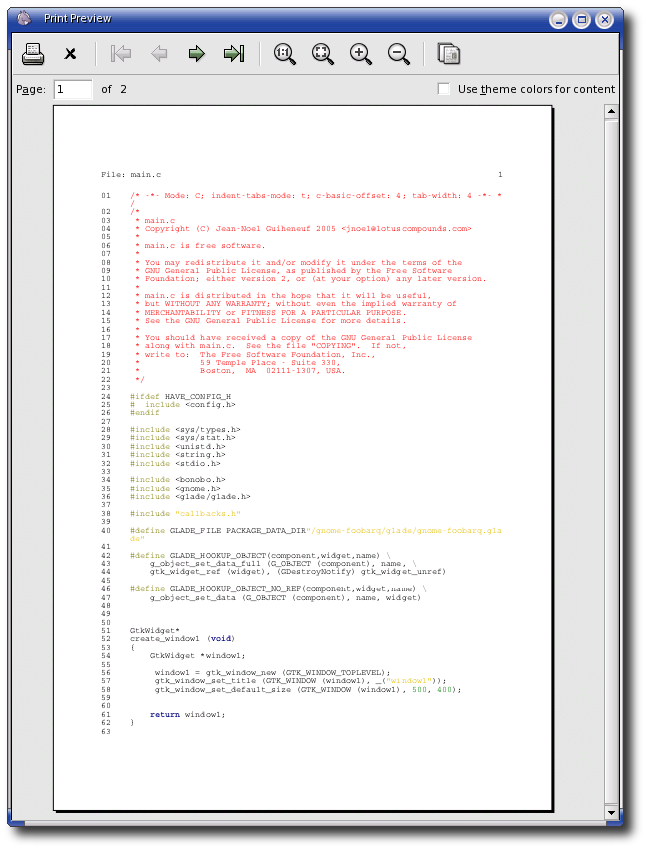 Print Preview
1:1
Page: 1 of 2 Use theme colors for content
File: main.c 1
01 /* -*- Mode: C; indent-tabs-mode: t; c-basic-offset: 4; tab-width: 4 -*- *
/
02 /*
03 * main.c
04 * Copyright (C) Jean-Noel Guiheneuf 2005 <jnoel@lotuscompounds.com>
05 *
06 * main.c is free software.
07 *
08 * You may redistribute it and/or modify it under the terms of the
09 * GNU General Public License, as published by the Free Software
10 * Foundation; either version 2, or (at your option) any later version.
11 *
12 * main.c is distributed in the hope that it will be useful,
13 * but WITHOUT ANY WARRANTY; without even the implied warranty of
14 * MERCHANTABILITY or FITNESS FOR A PARTICULAR PURPOSE.
15 * See the GNU General Public License for more details.
16 *
17 * You should have received a copy of the GNU General Public License
18 * along with main.c. See the file "COPYING". If not,
19 * write to: The Free Software Foundation, Inc.,
20 * 59 Temple Place - Suite 330,
21 * Boston, MA 02111-1307, USA.
22 */
23
24 #ifdef HAVE_CONFIG_H
25 # include <config.h>
26 #endif
27
28 #include <sys/types.h>
29 #include <sys/stat.h>
30 #include <unistd.h>
31 #include <string.h>
32 #include <stdio.h>
33
34 #include <bonobo.h>
35 #include <gnome.h>
36 #include <glade/glade.h>
37
38 #include "callbacks.h"
39
40 #define GLADE_FILE PACKAGE_DATA_DIR"/gnome-foobarq/glade/gnome-foobarq.gla
de"
41
42 #define GLADE_HOOKUP_OBJECT(component,widget,name) \
43 g_object_set_data_full (G_OBJECT (component), name, \
44 gtk_widget_ref (widget), (GDestroyNotify) gtk_widget_unref)
45
46 #define GLADE_HOOKUP_OBJECT_NO_REF(component,widget,name) \
47 g_object_set_data (G_OBJECT (component), name, widget)
48
49
50
51 GtkWidget*
52 create_window1 (void)
53 {
54 GtkWidget *window1;
55
56 window1 = gtk_window_new (GTK_WINDOW_TOPLEVEL);
57 gtk_window_set_title (GTK_WINDOW (window1), _("window1"));
58 gtk_window_set_default_size (GTK_WINDOW (window1), 500, 400);
59
60
61 return window1;
62 }
63